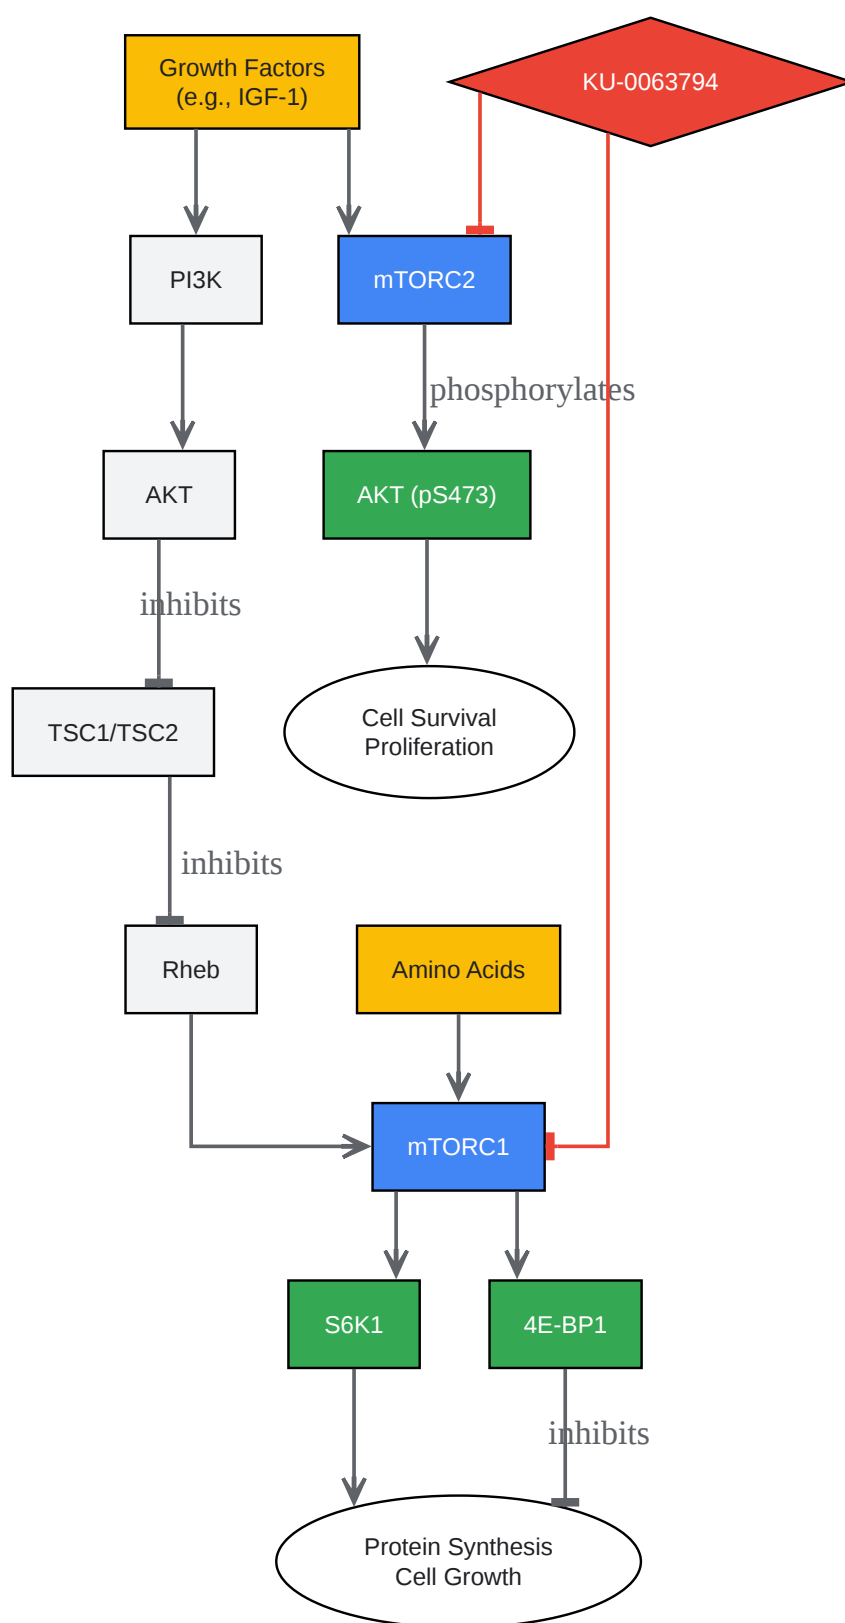 Growth Factors
(e.g., IGF-1)
KU-0063794
PI3K
mTORC2
phosphorylates
AKT
AKT (pS473)
inhibits
TSC1/TSC2
Cell Survival
Proliferation
inhibits
Rheb
Amino Acids
mTORC1
S6K1
4E-BP1
inhibits
Protein Synthesis
Cell Growth